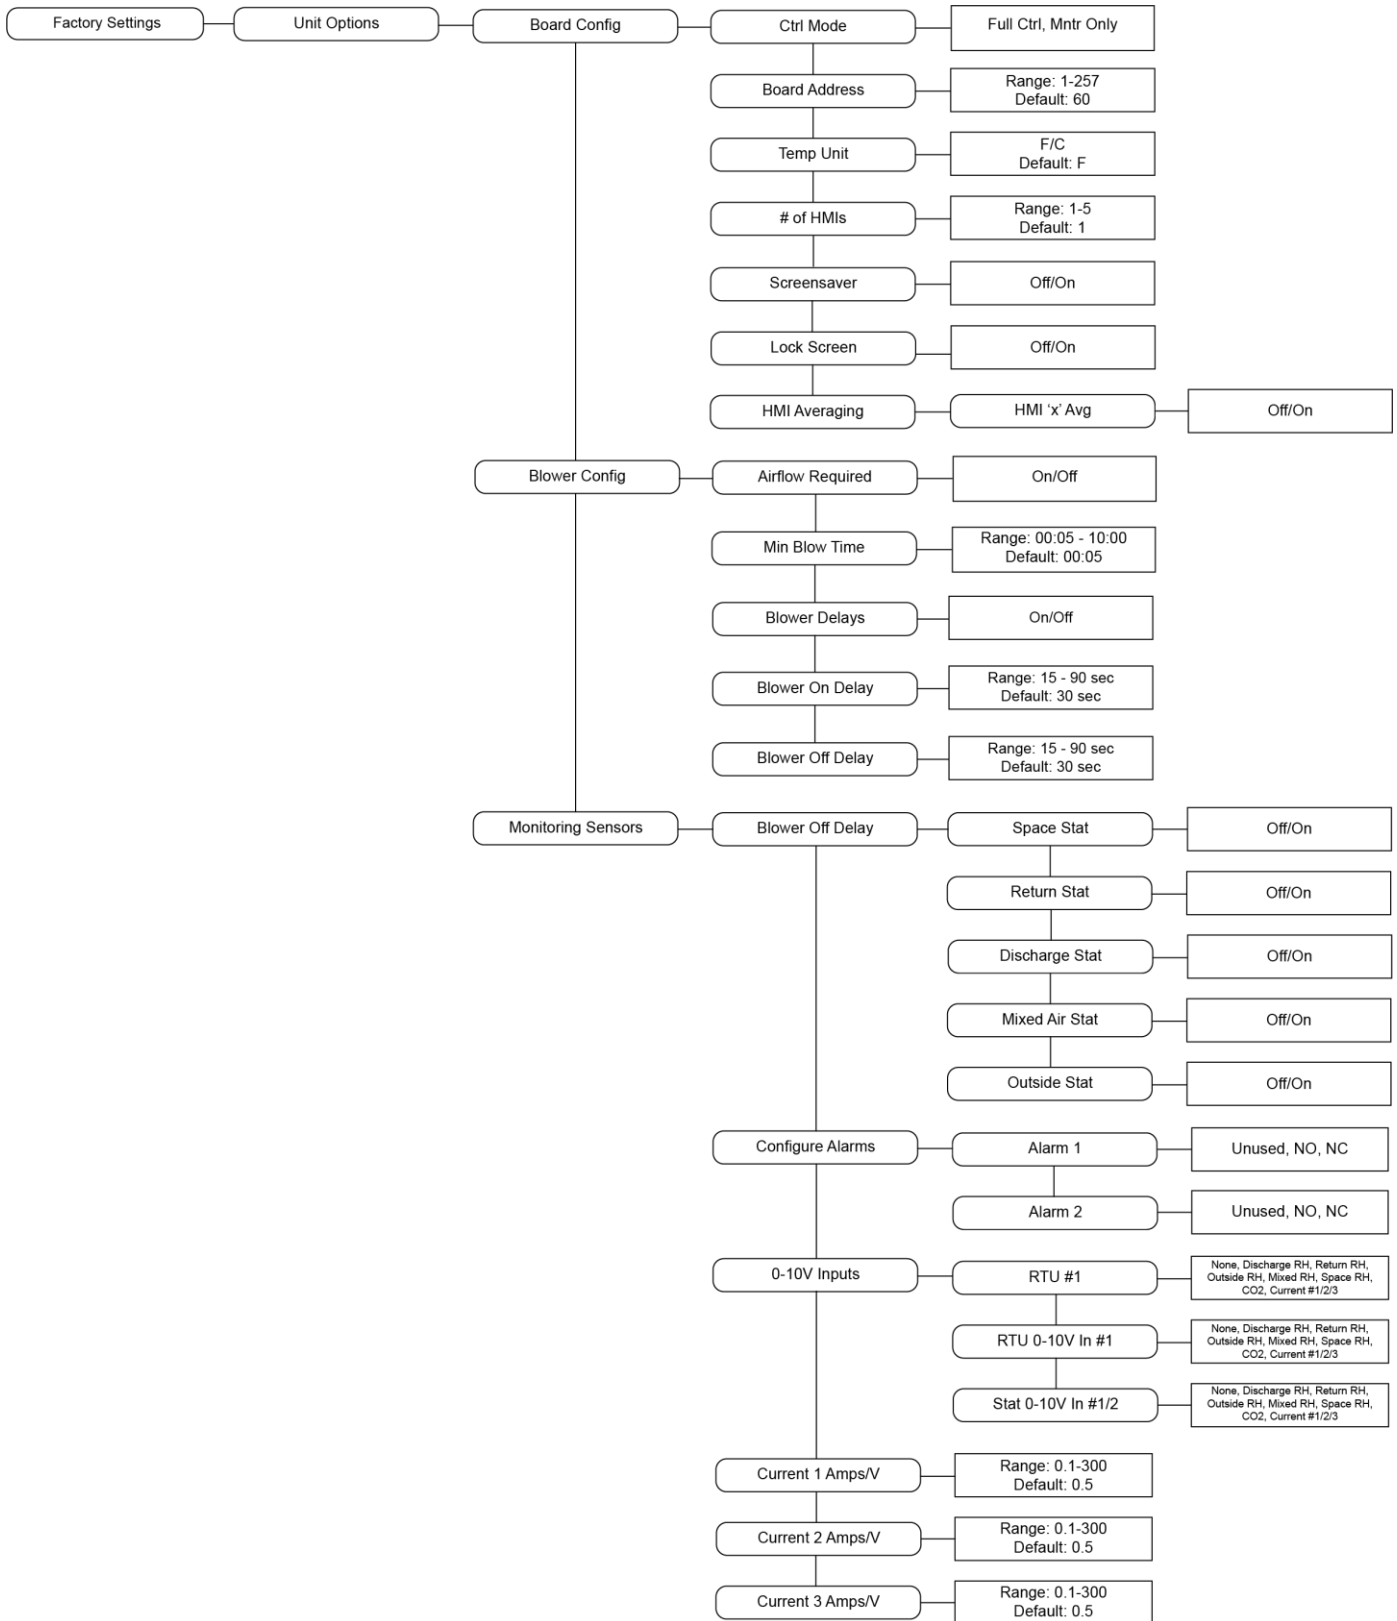 Factory Settings
Unit Options
Board Config
Ctrl Mode
Full Ctrl, Mntr Only
Board Address
Range: 1-257
Default: 60
Temp Unit
F/C
Default: F
# of HMIs
Range: 1-5
Default: 1
Screensaver
Off/On
Lock Screen
Off/On
HMI Averaging
HMI ‘x’ Avg
Off/On
Blower Config
Airflow Required
On/Off
Min Blow Time
Range: 00:05 - 10:00
Default: 00:05
Blower Delays
On/Off
Blower On Delay
Range: 15 - 90 sec
Default: 30 sec
Blower Off Delay
Range: 15 - 90 sec
Default: 30 sec
Monitoring Sensors
Blower Off Delay
Space Stat
Off/On
Return Stat
Off/On
Discharge Stat
Off/On
Mixed Air Stat
Off/On
Outside Stat
Off/On
Configure Alarms
Alarm 1
Unused, NO, NC
Alarm 2
Unused, NO, NC
0-10V Inputs
RTU #1
None, Discharge RH, Return RH,
Outside RH, Mixed RH, Space RH,
CO2, Current #1/2/3
RTU 0-10V In #1
None, Discharge RH, Return RH,
Outside RH, Mixed RH, Space RH,
CO2, Current #1/2/3
Stat 0-10V In #1/2
None, Discharge RH, Return RH,
Outside RH, Mixed RH, Space RH,
CO2, Current #1/2/3
Current 1 Amps/V
Range: 0.1-300
Default: 0.5
Current 2 Amps/V
Range: 0.1-300
Default: 0.5
Current 3 Amps/V
Range: 0.1-300
Default: 0.5